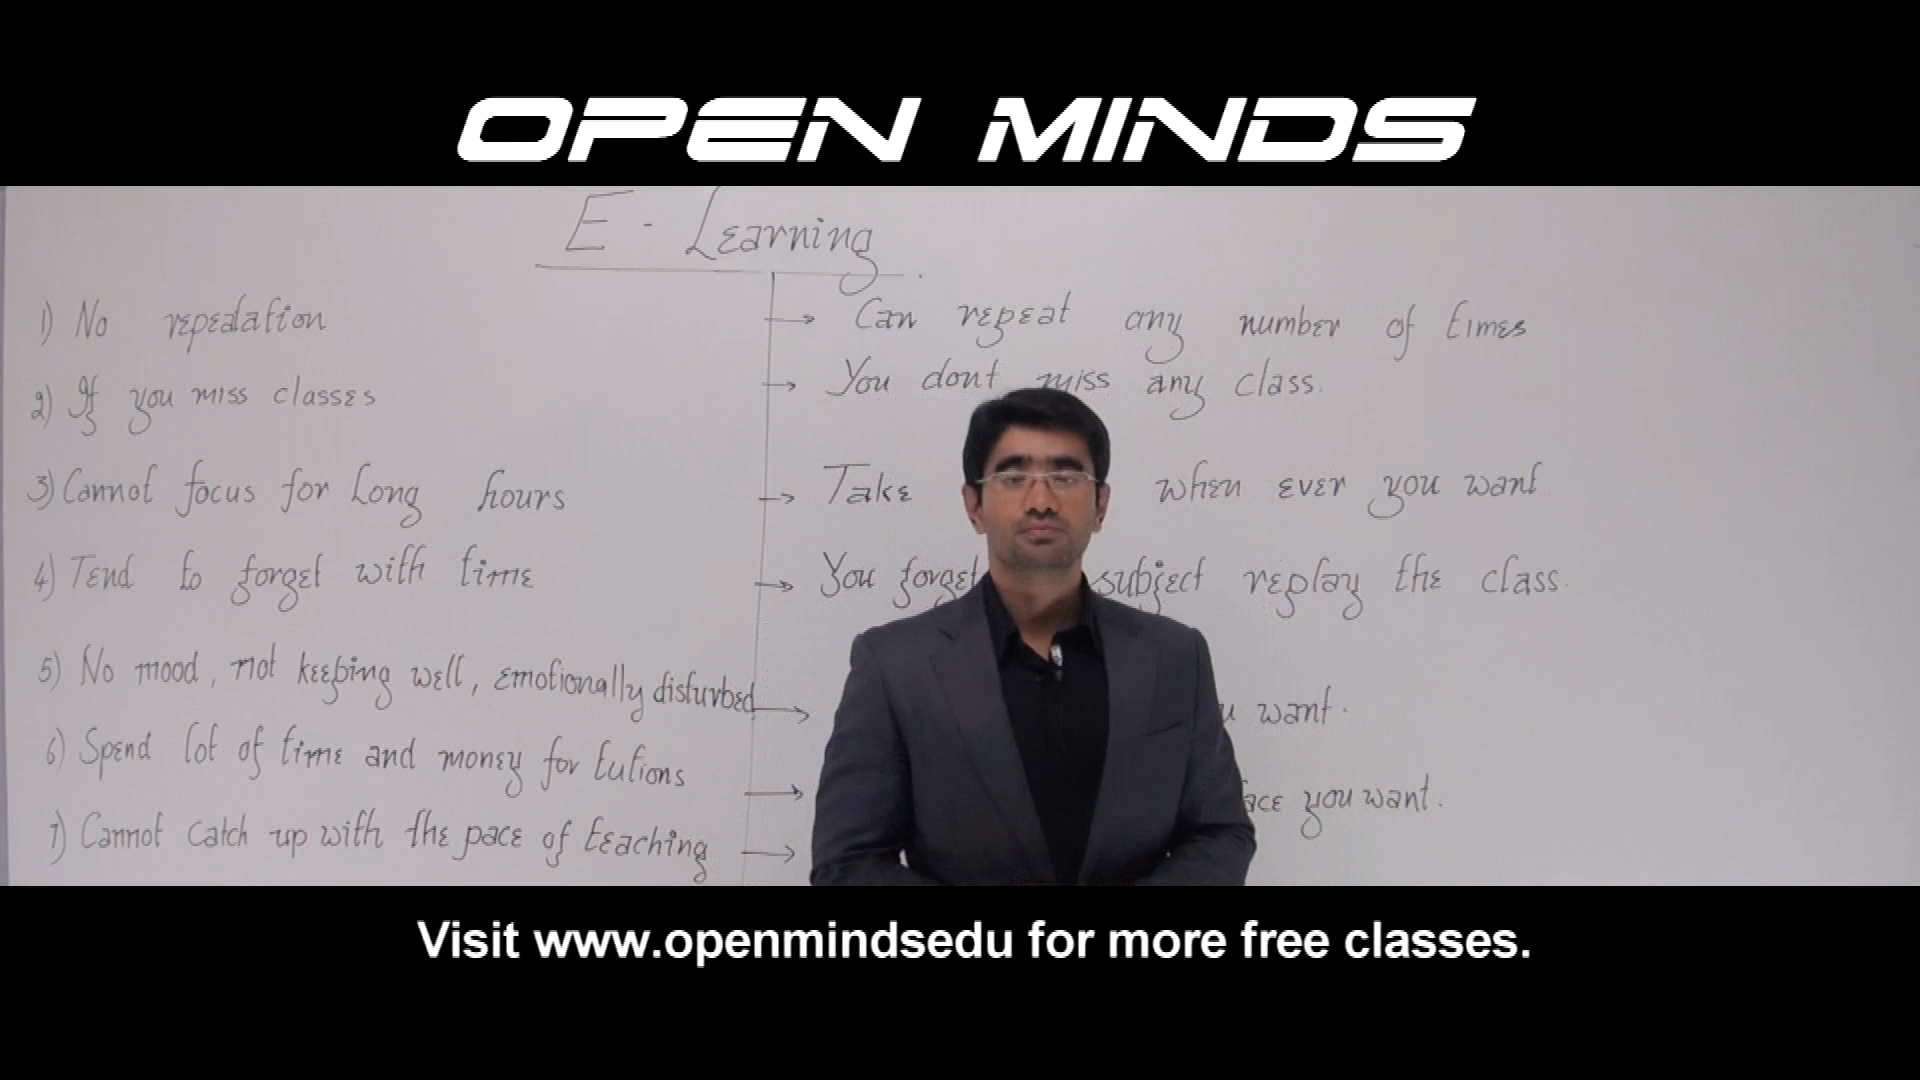 OPEN MINDS
E - Learning
1) No repeatation
→ Can repeat any number of times
2) If you miss classes
→ You dont miss any class.
3) Cannot focus for Long hours
→ Take when ever you want
4) Tend to forget with time
→ You forget subject replay the class.
5) No mood, not keeping well, emotionally disturbed
→ want.
6) Spend lot of time and money for tutions
→ you want.
7) Cannot catch up with the pace of teaching
→
Visit www.openmindsedu for more free classes.